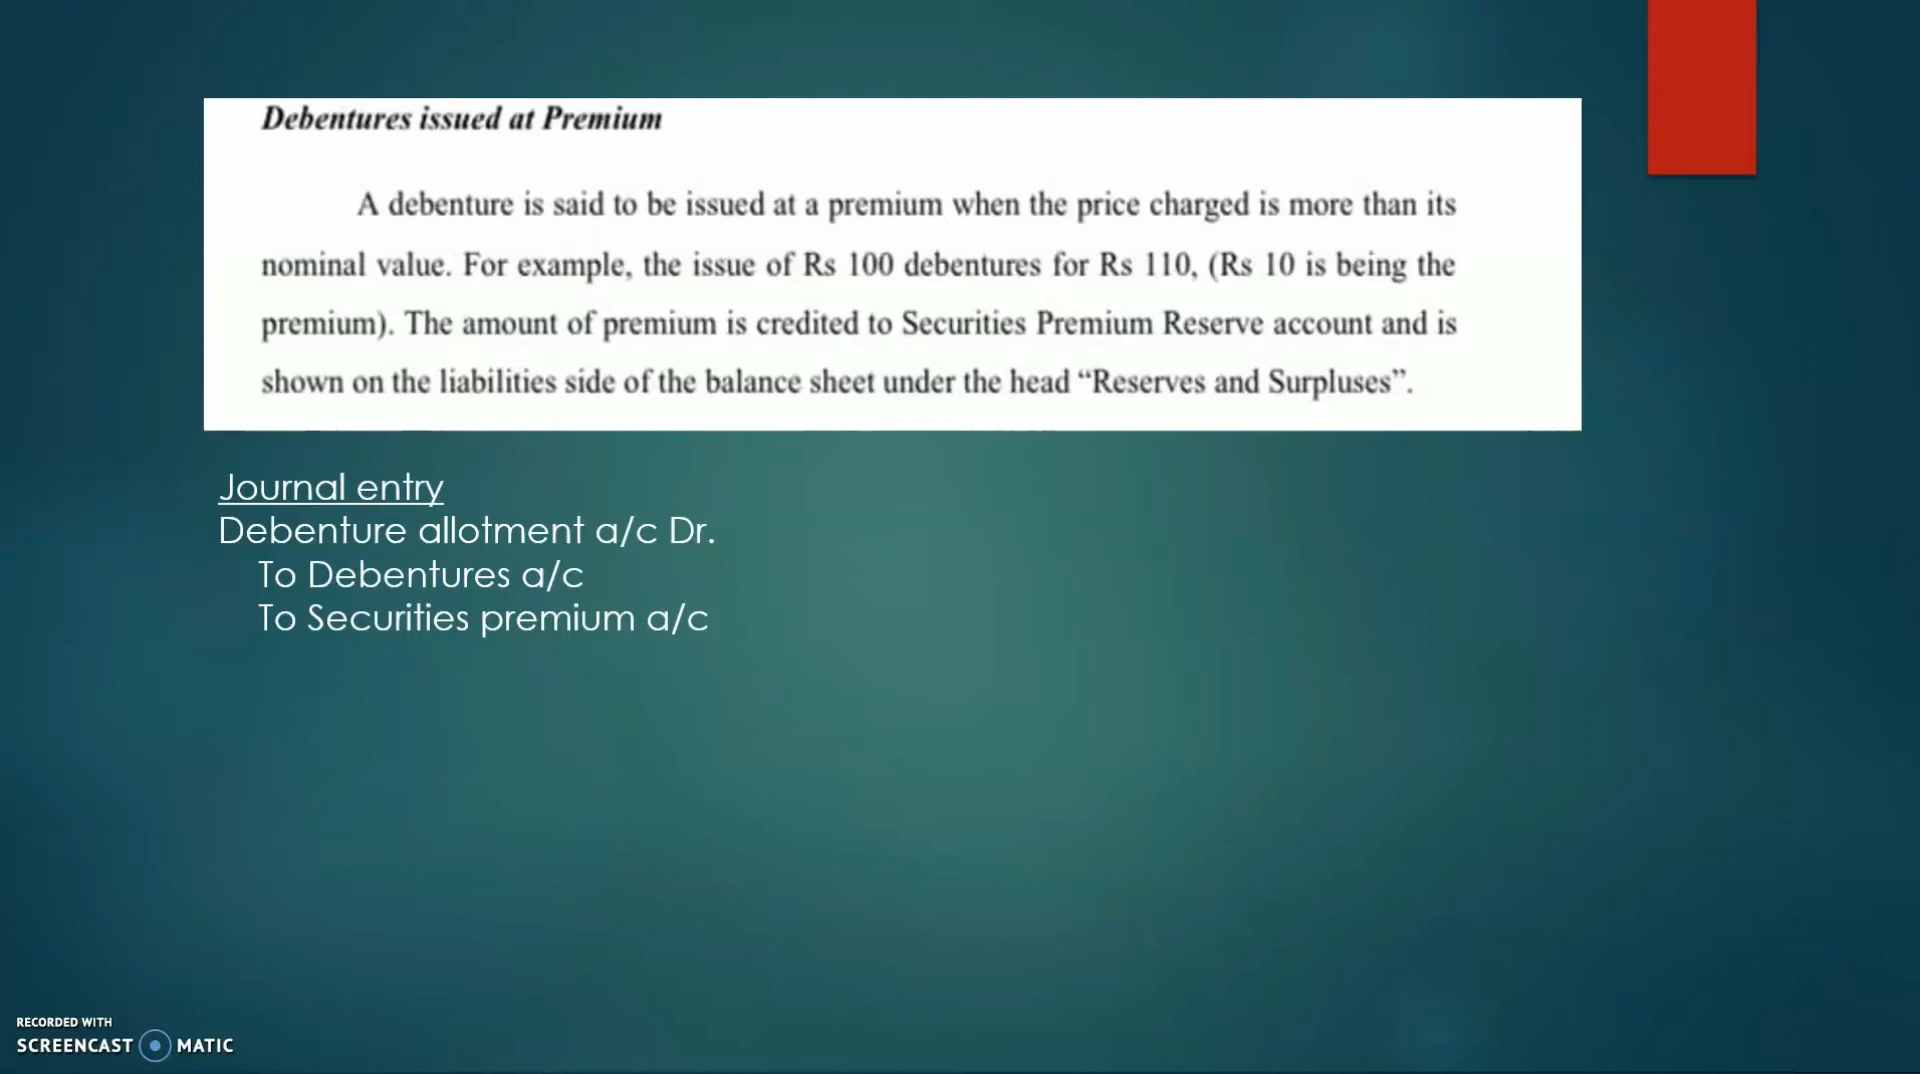 Debentures issued at Premium
A debenture is said to be issued at a premium when the price charged is more than its
nominal value. For example, the issue of Rs 100 debentures for Rs 110, (Rs 10 is being the
premium). The amount of premium is credited to Securities Premium Reserve account and is
shown on the liabilities side of the balance sheet under the head “Reserves and Surpluses”.
Journal entry
Debenture allotment a/c Dr.
To Debentures a/c
To Securities premium a/c
RECORDED WITH
SCREENCAST MATIC